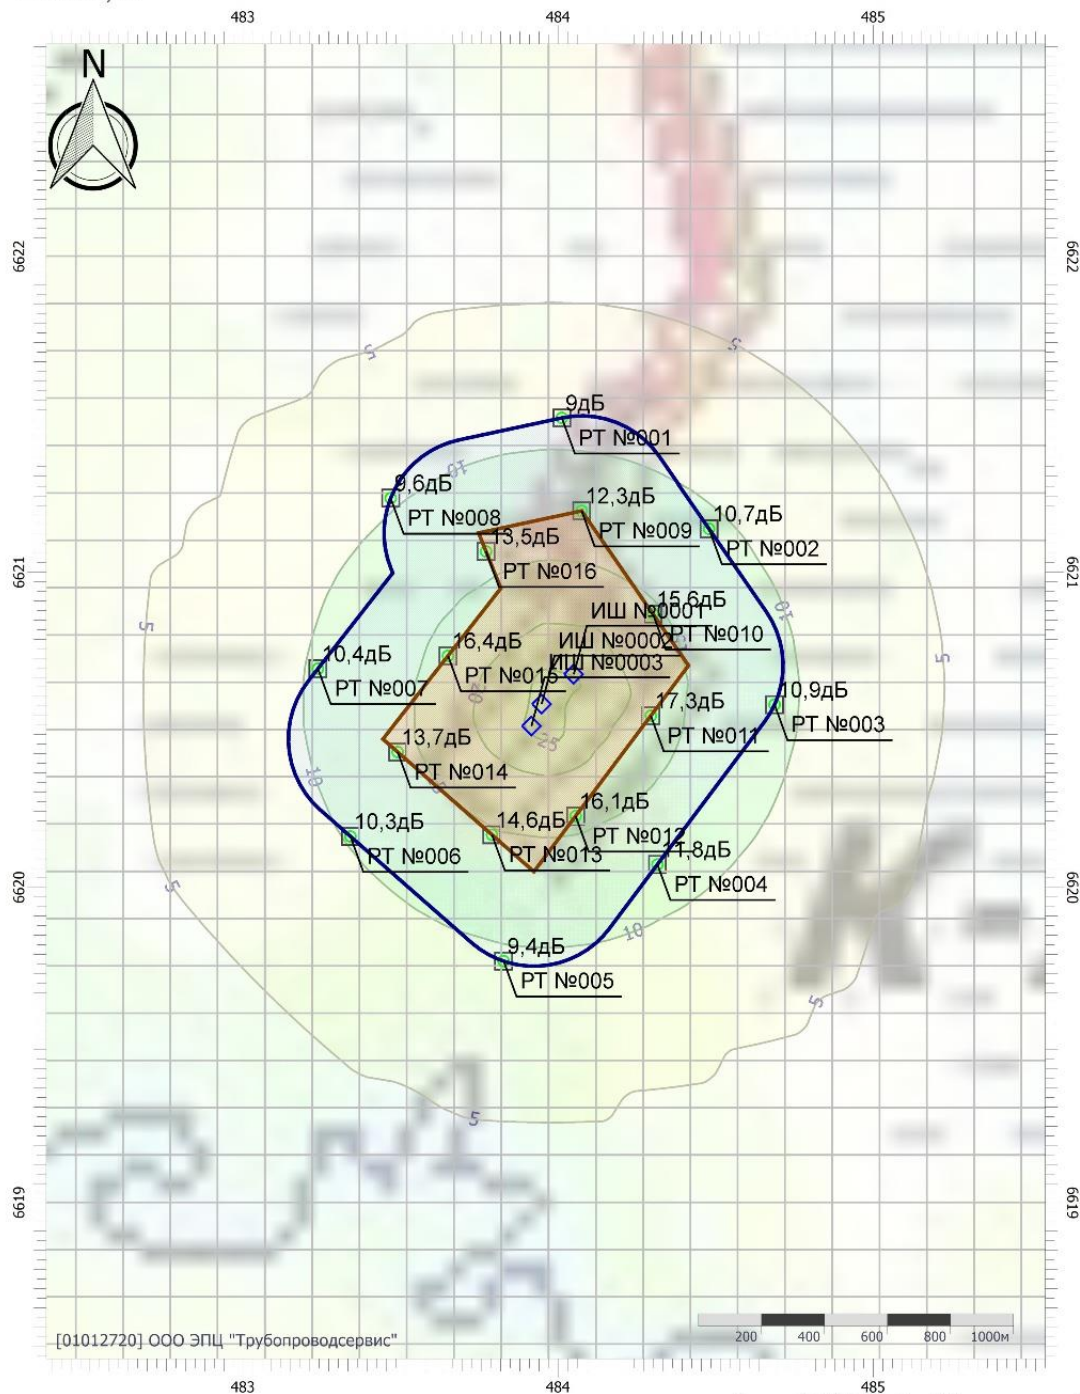 483 484 485
N
6622 6622
5 5
9дБ
РТ №001
10
9,6дБ
РТ №008
12,3дБ
РТ №009
10,7дБ
РТ №002
13,5дБ
РТ №016
6621 6621
15,6дБ
РТ №010
10
ИШ №0001
ИШ №0002
ИШ №0003
5 5
16,4дБ
РТ №015
10,4дБ
РТ №007
20
10,9дБ
РТ №003
17,3дБ
РТ №011
25
13,7дБ
РТ №014
10
16,1дБ
РТ №012
14,6дБ
РТ №013
10,3дБ
РТ №006
11,8дБ
РТ №004
6620 6620
5
10
9,4дБ
РТ №005
5
5
6619 6619
[01012720] ООО ЭПЦ "Трубопроводсервис"
200 400 600 800 1000м
483 484 485